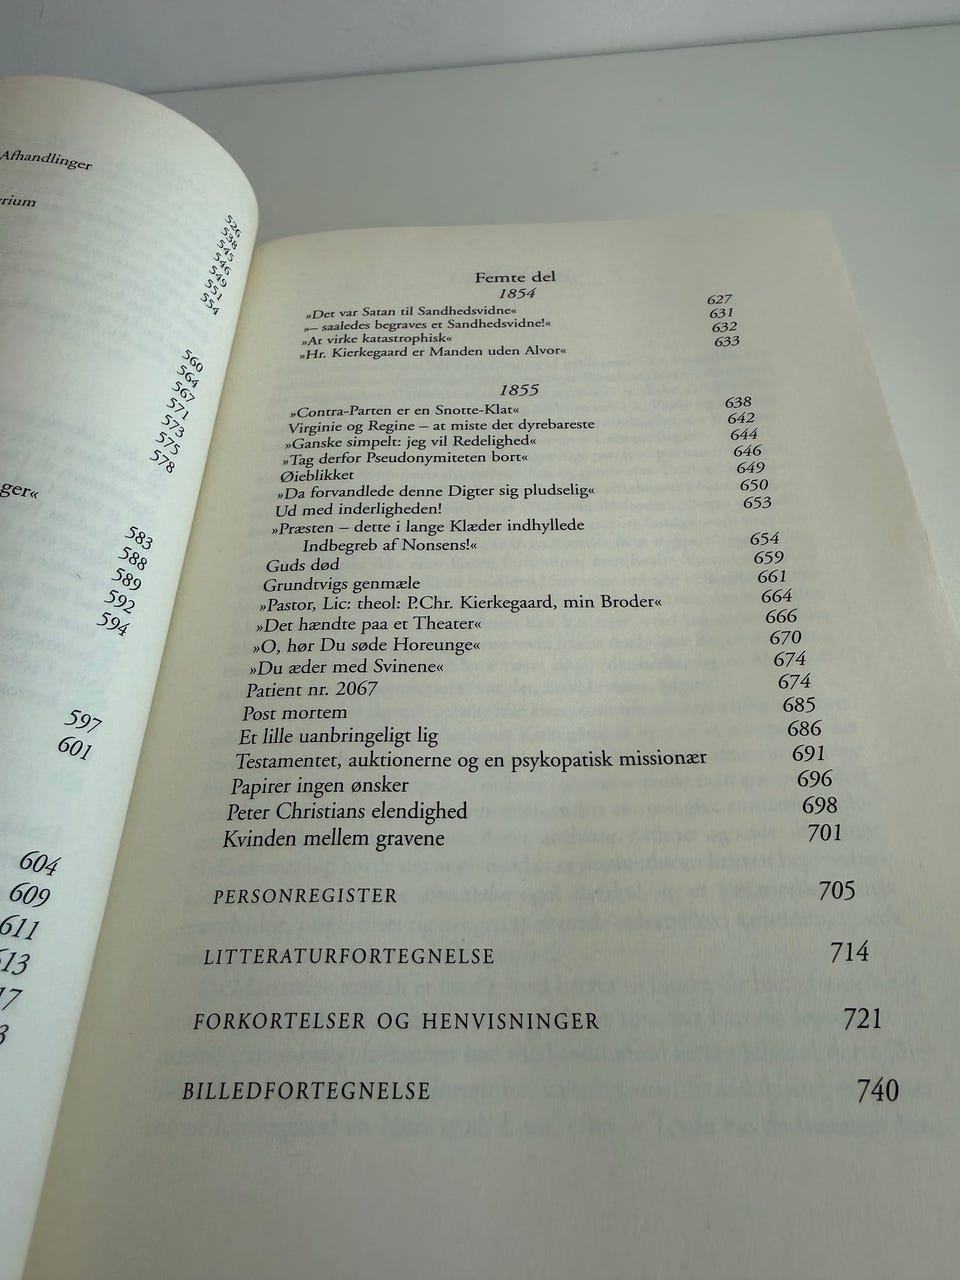 Afhandlinger
526
538
545
546
549
551
554
560
564
567
571
573
575
578
ger«
583
588
589
592
594
597
601
604
609
611
613
Femte del
1854
»Det var Satan til Sandhedsvidne« 627
»– saaledes begraves et Sandhedsvidne!« 631
»At virke katastrophisk« 632
»Hr. Kierkegaard er Manden uden Alvor« 633
1855
»Contra-Parten er en Snotte-Klat« 638
Virginie og Regine – at miste det dyrebareste 642
»Ganske simpelt: jeg vil Redelighed« 644
»Tag derfor Pseudonymiteten bort« 646
Øieblikket 649
»Da forvandlede denne Digter sig pludselig« 650
Ud med inderligheden! 653
»Præsten – dette i lange Klæder indhyllede
Indbegreb af Nonsens!« 654
Guds død 659
Grundtvigs genmæle 661
»Pastor, Lic: theol: P.Chr. Kierkegaard, min Broder« 664
»Det hændte paa et Theater« 666
»O, hør Du søde Horeunge« 670
»Du æder med Svinene« 674
Patient nr. 2067 674
Post mortem 685
Et lille uanbringeligt lig 686
Testamentet, auktionerne og en psykopatisk missionær 691
Papirer ingen ønsker 696
Peter Christians elendighed 698
Kvinden mellem gravene 701
PERSONREGISTER 705
LITTERATURFORTEGNELSE 714
FORKORTELSER OG HENVISNINGER 721
BILLEDFORTEGNELSE 740